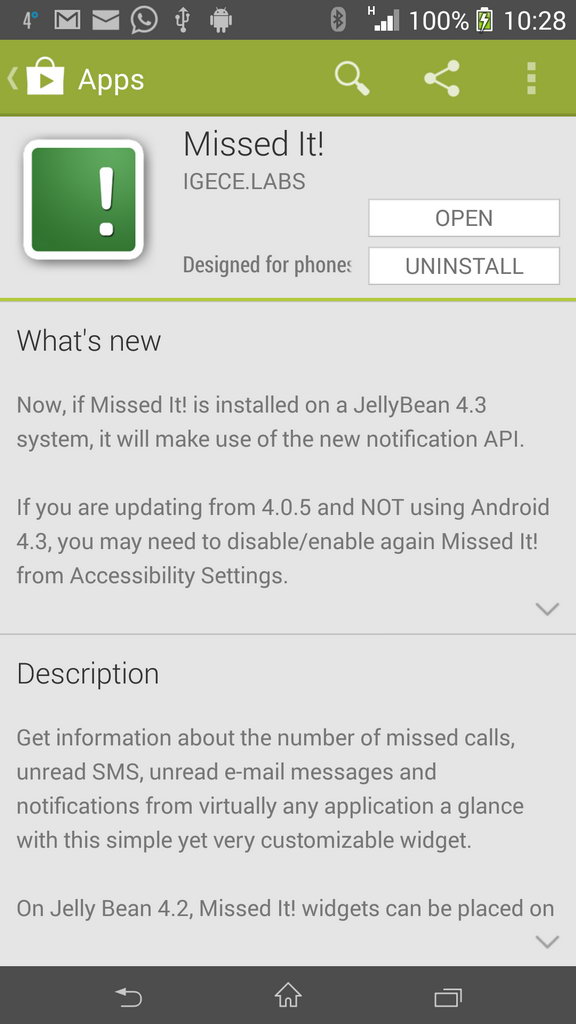 4° H 100% 10:28
Apps
Missed It!
IGECE.LABS
OPEN
Designed for phones
UNINSTALL
What's new
Now, if Missed It! is installed on a JellyBean 4.3
system, it will make use of the new notification API.
If you are updating from 4.0.5 and NOT using Android
4.3, you may need to disable/enable again Missed It!
from Accessibility Settings.
Description
Get information about the number of missed calls,
unread SMS, unread e-mail messages and
notifications from virtually any application a glance
with this simple yet very customizable widget.
On Jelly Bean 4.2, Missed It! widgets can be placed on